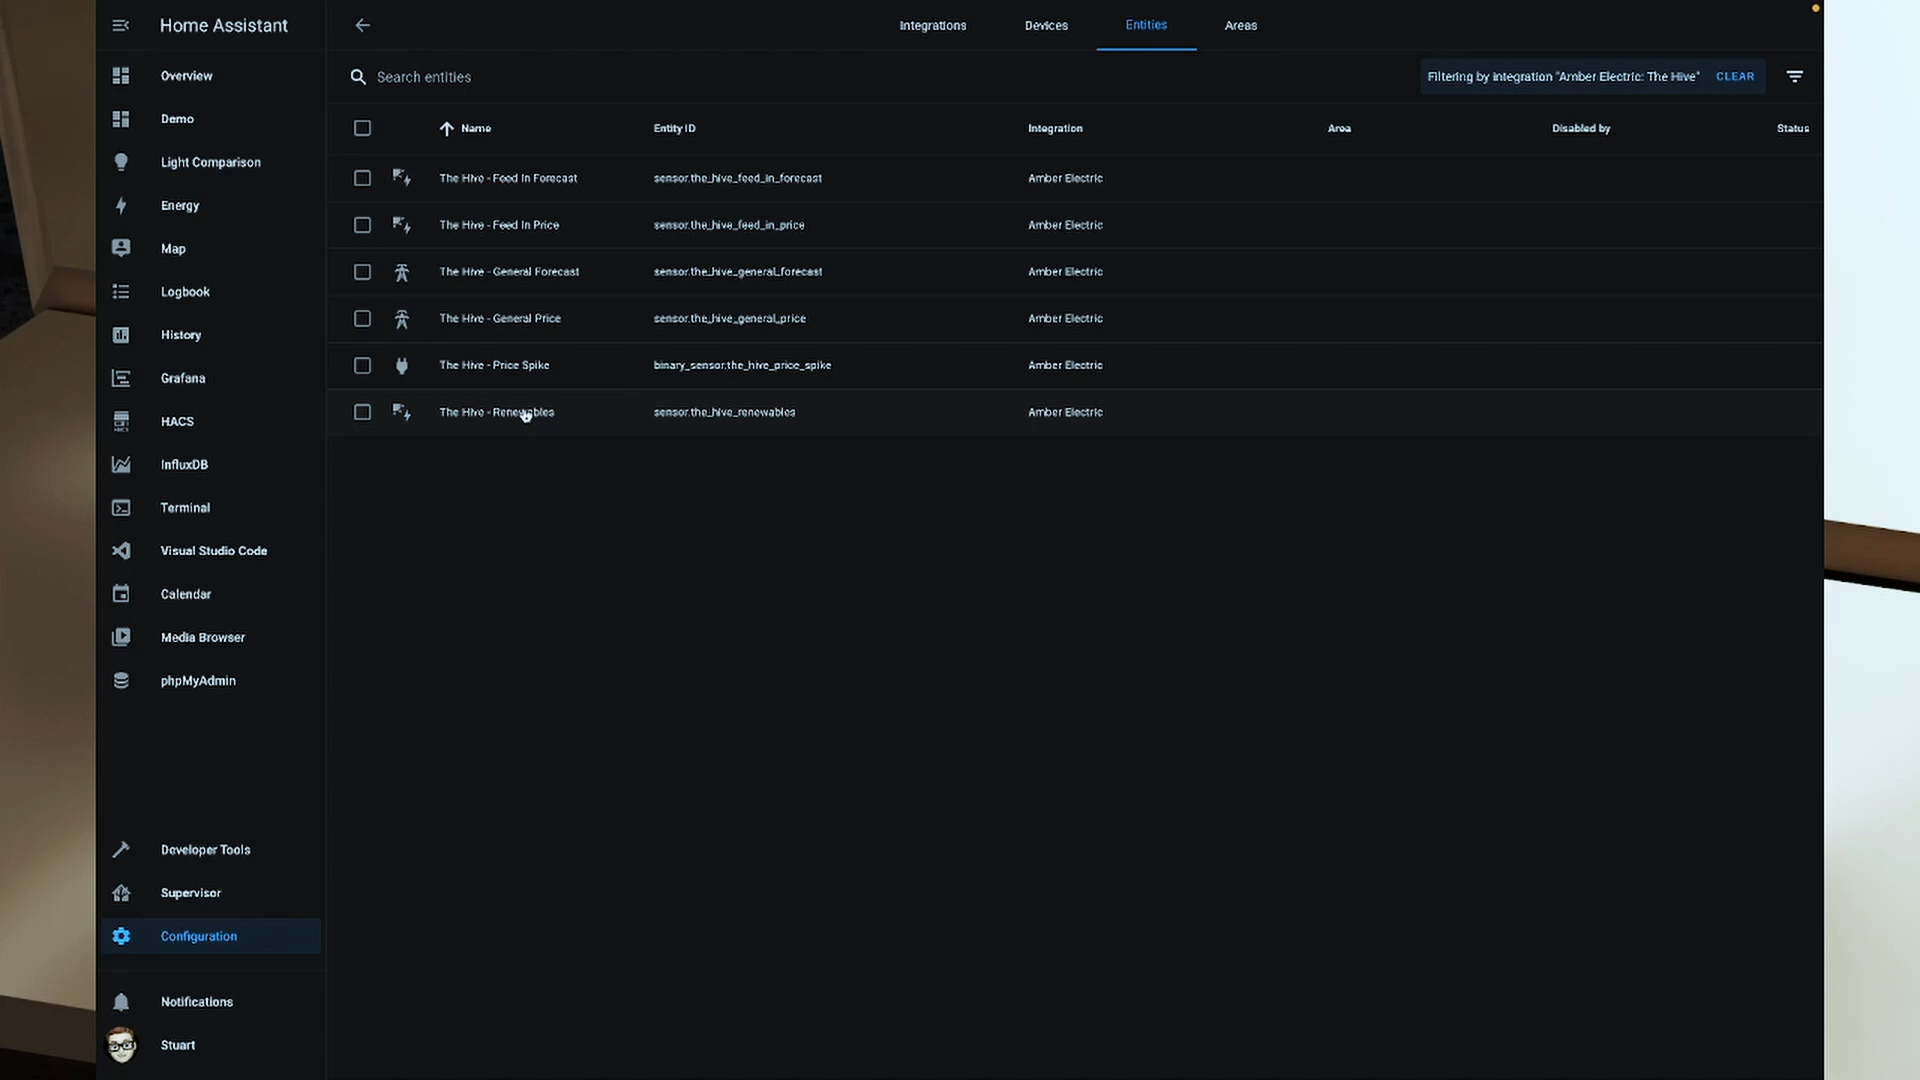 Home Assistant
Integrations
Devices
Entities
Areas
Overview
Demo
Light Comparison
Energy
Map
Logbook
History
Grafana
HACS
InfluxDB
Terminal
Visual Studio Code
Calendar
Media Browser
phpMyAdmin
Developer Tools
Supervisor
Configuration
Notifications
Stuart
Search entities
Filtering by integration "Amber Electric: The Hive" CLEAR
Name Entity ID Integration Area Disabled by Status
The Hive - Feed In Forecast sensor.the_hive_feed_in_forecast Amber Electric
The Hive - Feed In Price sensor.the_hive_feed_in_price Amber Electric
The Hive - General Forecast sensor.the_hive_general_forecast Amber Electric
The Hive - General Price sensor.the_hive_general_price Amber Electric
The Hive - Price Spike binary_sensor.the_hive_price_spike Amber Electric
The Hive - Renewables sensor.the_hive_renewables Amber Electric